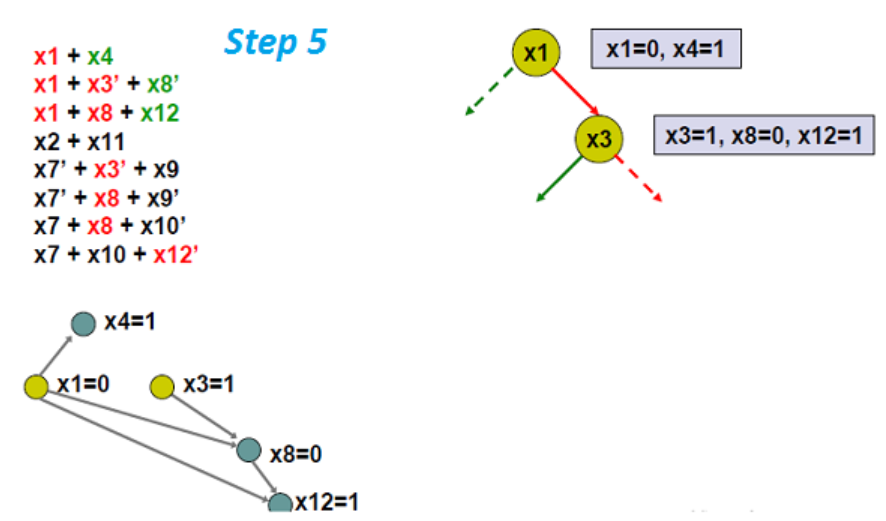 Step 5
x1 + x4
x1 + x3’ + x8’
x1 + x8 + x12
x2 + x11
x7’ + x3’ + x9
x7’ + x8 + x9’
x7 + x8 + x10’
x7 + x10 + x12’
x1
x1=0, x4=1
x3
x3=1, x8=0, x12=1
x4=1
x1=0
x3=1
x8=0
x12=1